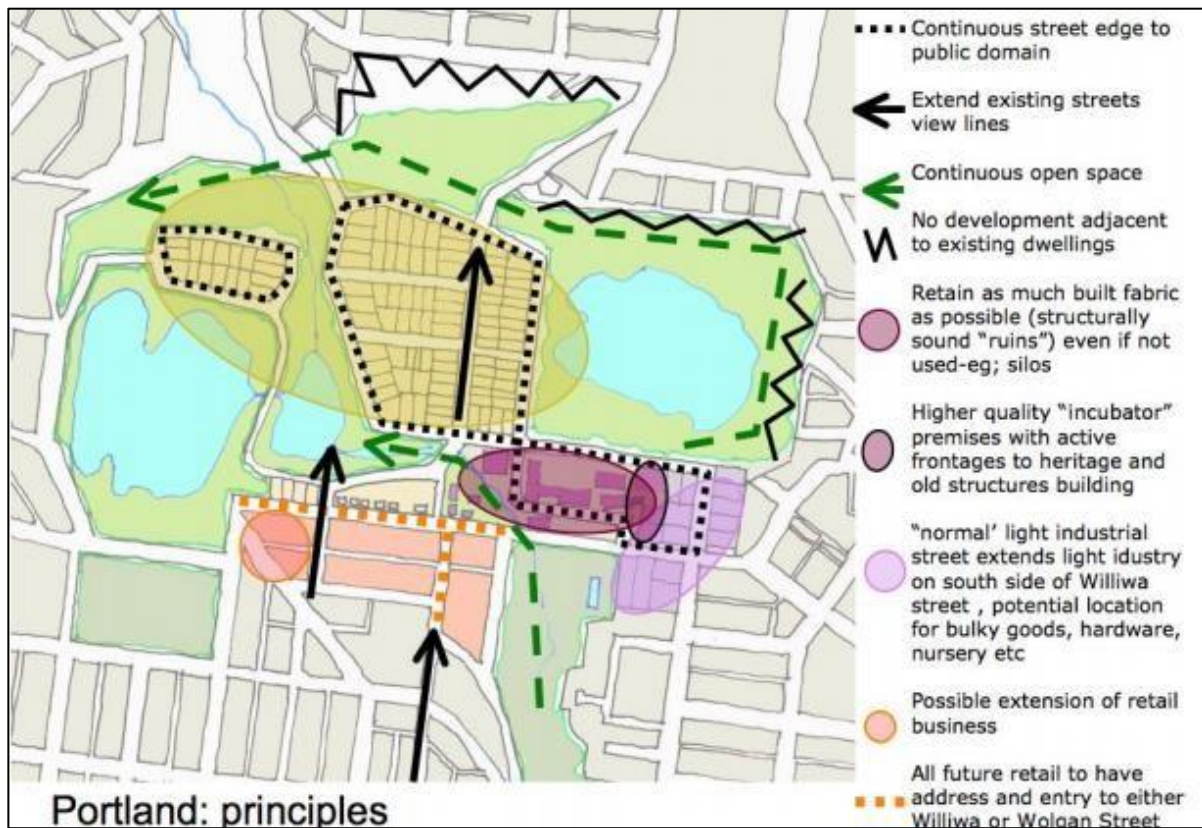 Continuous street edge to
public domain
Extend existing streets
view lines
Continuous open space
No development adjacent
to existing dwellings
Retain as much built fabric
as possible (structurally
sound “ruins”) even if not
used-eg; silos
Higher quality “incubator”
premises with active
frontages to heritage and
old structures building
“normal’ light industrial
street extends light idustry
on south side of Williwa
street , potential location
for bulky goods, hardware,
nursery etc
Possible extension of retail
business
All future retail to have
address and entry to either
Williwa or Wolgan Street
Portland: principles